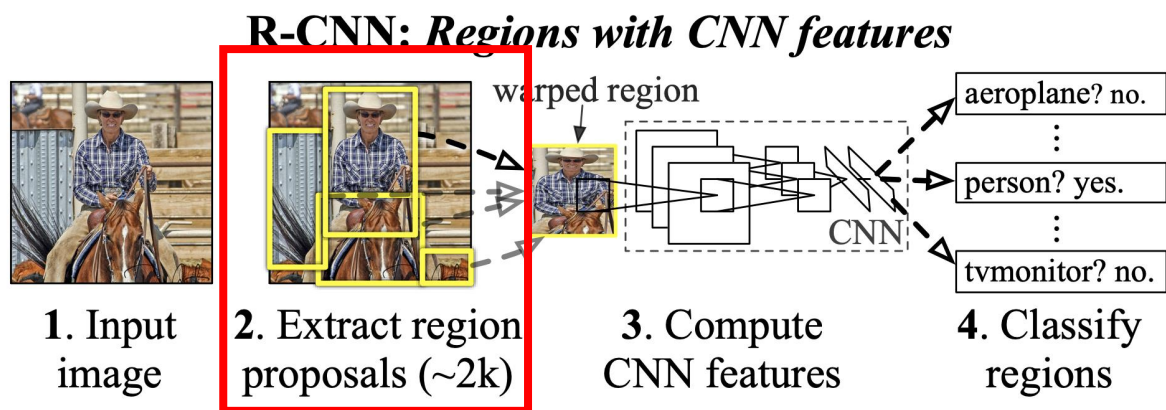 R-CNN: Regions with CNN features
warped region
aeroplane? no.
person? yes.
CNN
tvmonitor? no.
1. Input
image
2. Extract region
proposals (~2k)
3. Compute
CNN features
4. Classify
regions